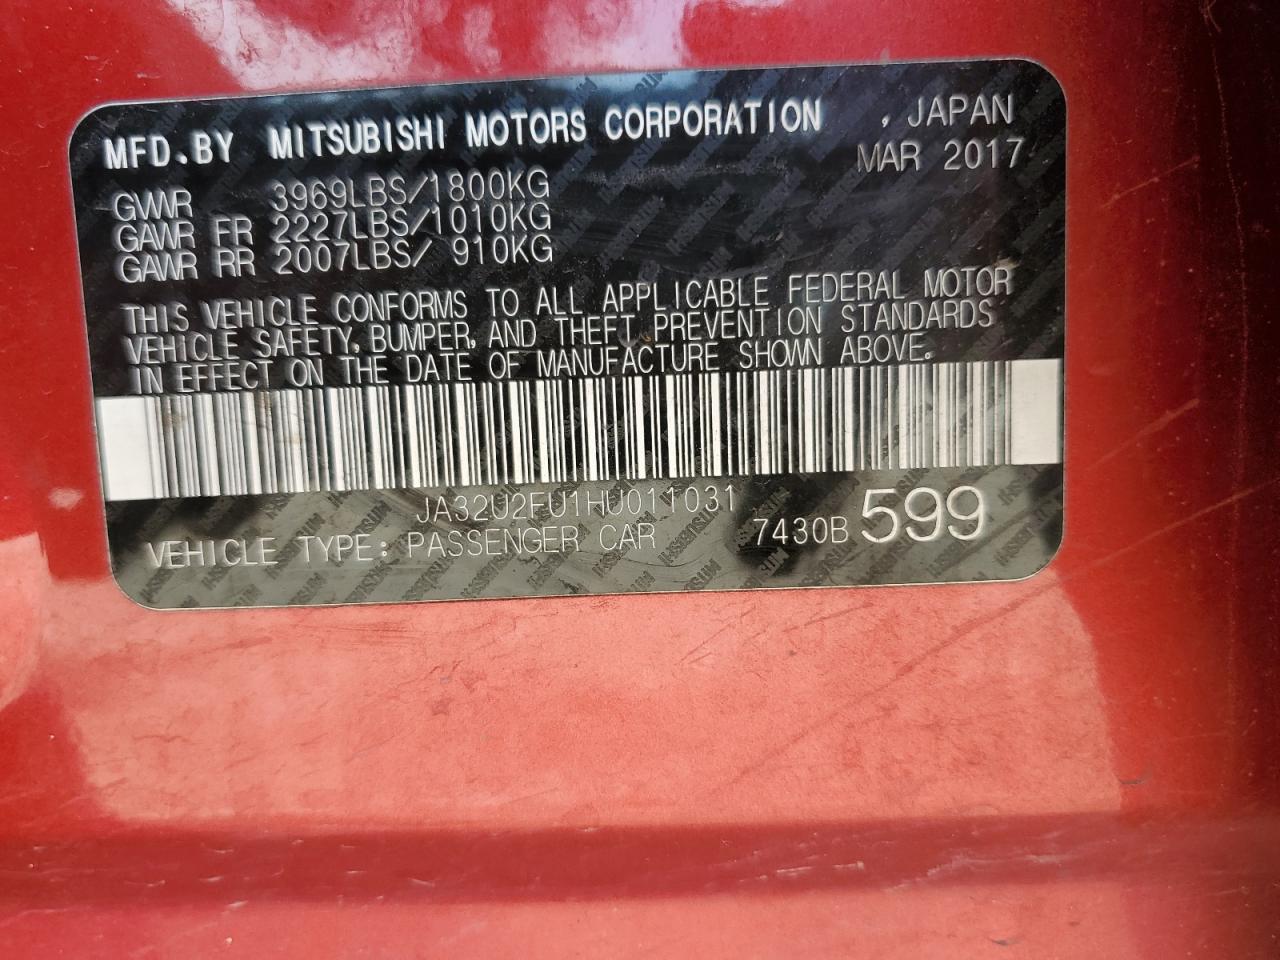 MFD.BY MITSUBISHI MOTORS CORPORATION , JAPAN
MAR 2017
GVWR 3969LBS/1800KG
GAWR FR 2227LBS/1010KG
GAWR RR 2007LBS/ 910KG
THIS VEHICLE CONFORMS TO ALL APPLICABLE FEDERAL MOTOR
VEHICLE SAFETY, BUMPER, AND THEFT PREVENTION STANDARDS
IN EFFECT ON THE DATE OF MANUFACTURE SHOWN ABOVE.
JA32U2FU1HU011031
VEHICLE TYPE: PASSENGER CAR 7430B 599